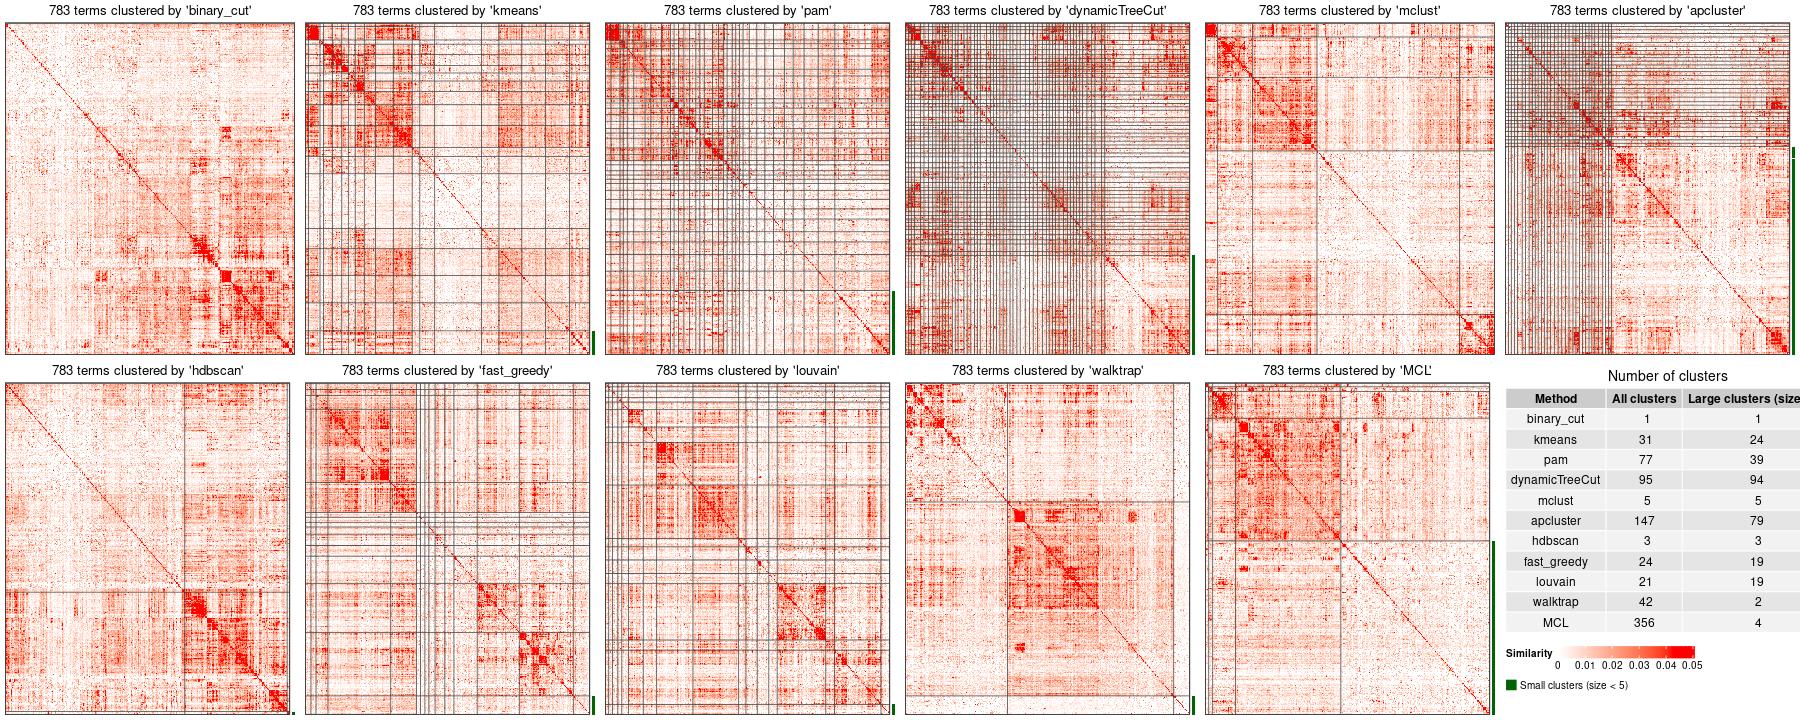 783 terms clustered by 'binary_cut'
783 terms clustered by 'kmeans'
783 terms clustered by 'pam'
783 terms clustered by 'dynamicTreeCut'
783 terms clustered by 'mclust'
783 terms clustered by 'apcluster'
783 terms clustered by 'hdbscan'
783 terms clustered by 'fast_greedy'
783 terms clustered by 'louvain'
783 terms clustered by 'walktrap'
783 terms clustered by 'MCL'
Number of clusters
Method All clusters Large clusters (size
binary_cut 1 1
kmeans 31 24
pam 77 39
dynamicTreeCut 95 94
mclust 5 5
apcluster 147 79
hdbscan 3 3
fast_greedy 24 19
louvain 21 19
walktrap 42 2
MCL 356 4
Similarity
0 0.01 0.02 0.03 0.04 0.05
Small clusters (size < 5)